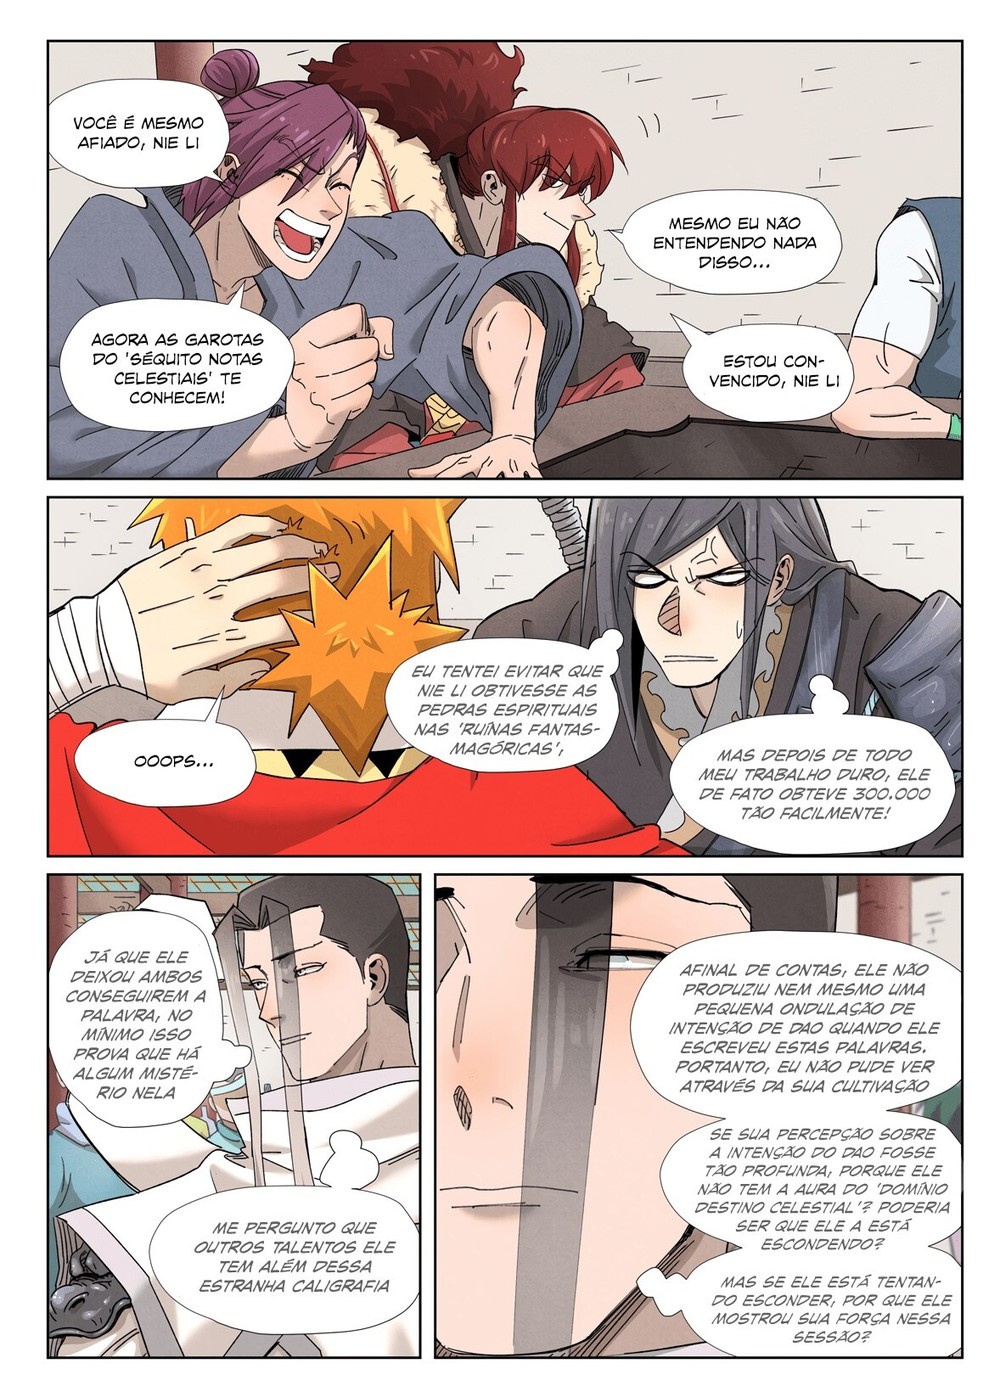 VOCÊ É MESMO
AFIADO, NIE LI
MESMO EU NÃO
ENTENDENDO NADA
DISSO...
AGORA AS GAROTAS
DO 'SÉQUITO NOTAS
CELESTIAIS' TE
CONHECEM!
ESTOU CON-
VENCIDO, NIE LI
OOOPS...
EU TENTEI EVITAR QUE
NIE LI OBTIVESSE AS
PEDRAS ESPIRITUAIS
NAS 'RUÍNAS FANTAS-
MAGÓRICAS',
MAS DEPOIS DE TODO
MEU TRABALHO DURO, ELE
DE FATO OBTEVE 300.000
TÃO FACILMENTE!
JÁ QUE ELE
DEIXOU AMBOS
CONSEGUIREM A
PALAVRA, NO
MÍNIMO ISSO
PROVA QUE HÁ
ALGUM MISTÉ-
RIO NELA
ME PERGUNTO QUE
OUTROS TALENTOS ELE
TEM ALÉM DESSA
ESTRANHA CALIGRAFIA
AFINAL DE CONTAS, ELE NÃO
PRODUZIU NEM MESMO UMA
PEQUENA ONDULAÇÃO DE
INTENÇÃO DE DAO QUANDO ELE
ESCREVEU ESTAS PALAVRAS.
PORTANTO, EU NÃO PUDE VER
ATRAVÉS DA SUA CULTIVAÇÃO
SE SUA PERCEPÇÃO SOBRE
A INTENÇÃO DO DAO FOSSE
TÃO PROFUNDA, PORQUE ELE
NÃO TEM A AURA DO 'DOMÍNIO
DESTINO CELESTIAL'? PODERIA
SER QUE ELE A ESTÁ
ESCONDENDO?
MAS SE ELE ESTÁ TENTAN-
DO ESCONDER, POR QUE ELE
MOSTROU SUA FORÇA NESSA
SESSÃO?